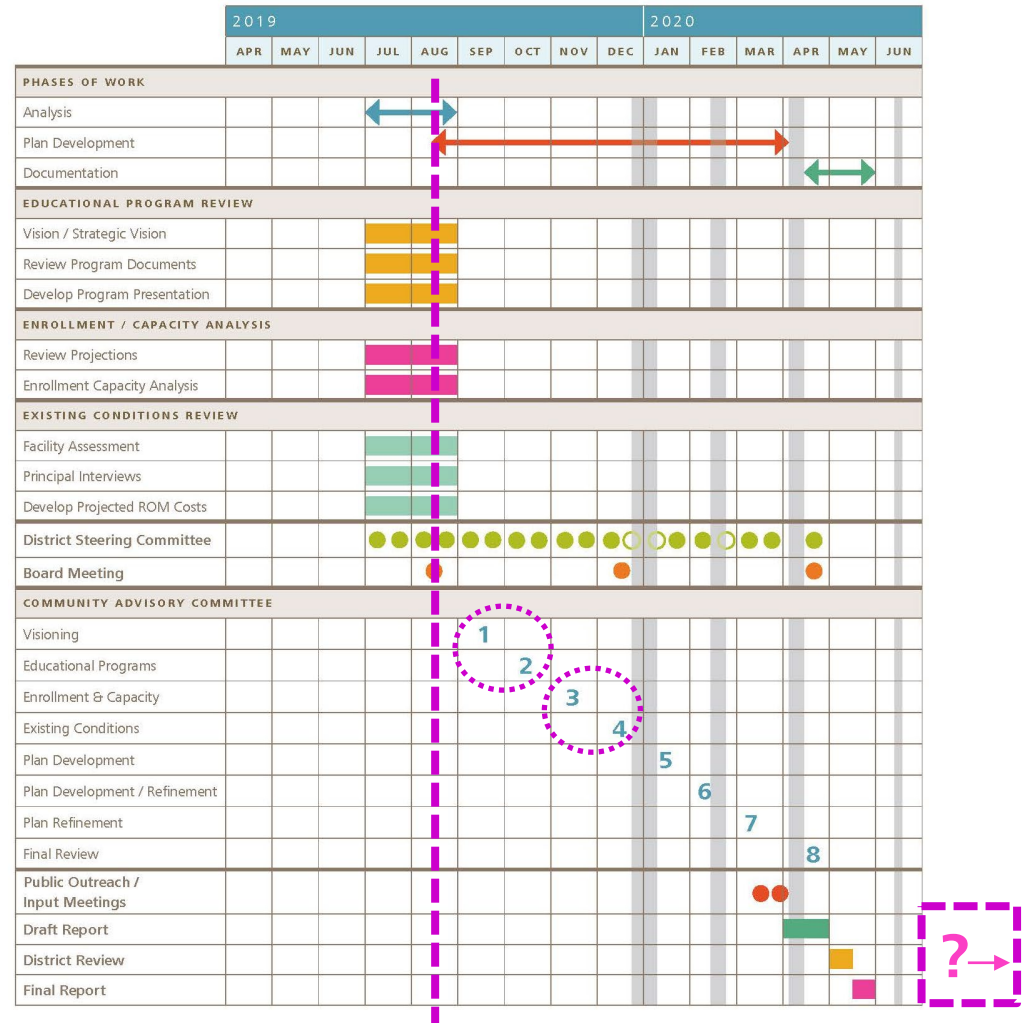 2019 2020
APR MAY JUN JUL AUG SEP OCT NOV DEC JAN FEB MAR APR MAY JUN
PHASES OF WORK
Analysis
Plan Development
Documentation
EDUCATIONAL PROGRAM REVIEW
Vision / Strategic Vision
Review Program Documents
Develop Program Presentation
ENROLLMENT / CAPACITY ANALYSIS
Review Projections
Enrollment Capacity Analysis
EXISTING CONDITIONS REVIEW
Facility Assessment
Principal Interviews
Develop Projected ROM Costs
District Steering Committee
Board Meeting
COMMUNITY ADVISORY COMMITTEE
Visioning 1
Educational Programs 2
Enrollment & Capacity 3
Existing Conditions 4
Plan Development 5
Plan Development / Refinement 6
Plan Refinement 7
Final Review 8
Public Outreach /
Input Meetings
Draft Report
District Review ?
Final Report